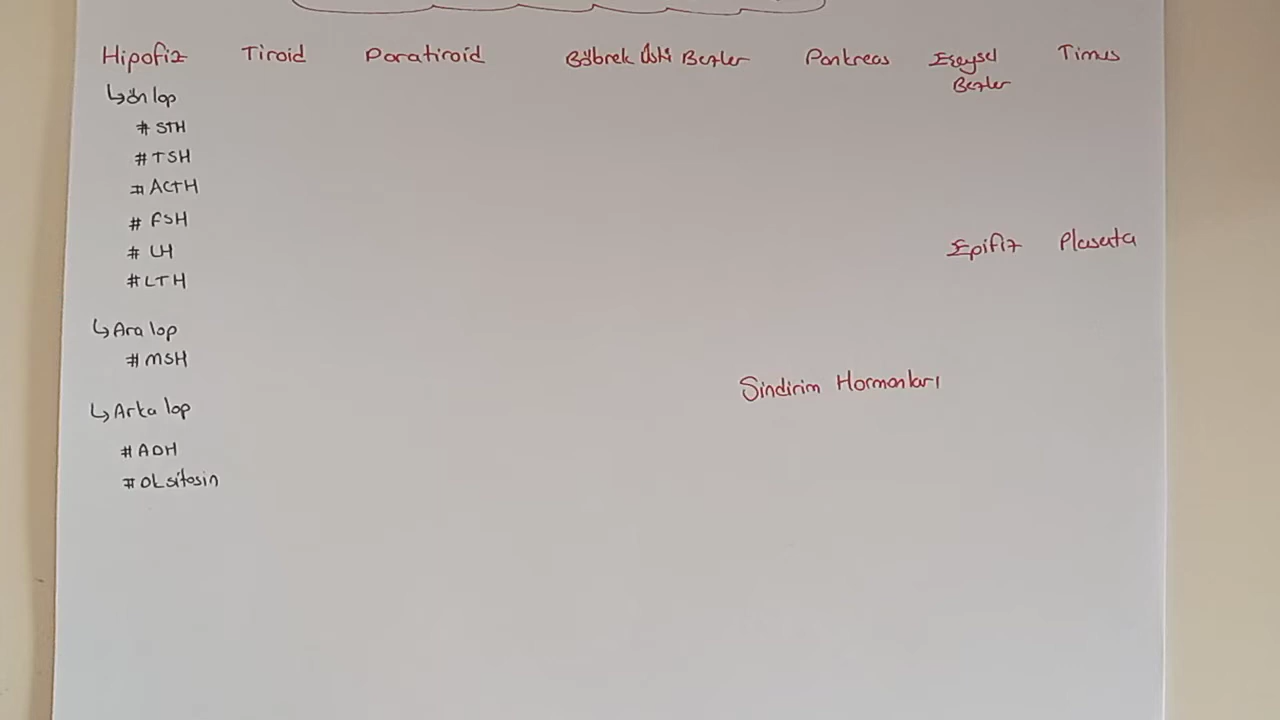 Hipofiz Tiroid Paratiroid Böbrek Üstü Bezler Pankreas Eşeysel Bezler Timus
↳ön lop
#STH
#TSH
#ACTH
#FSH
#LH
#LTH
Epifiz Plasenta
↳Ara lop
#MSH
Sindirim Hormonları
↳Arka lop
#ADH
#Oksitosin